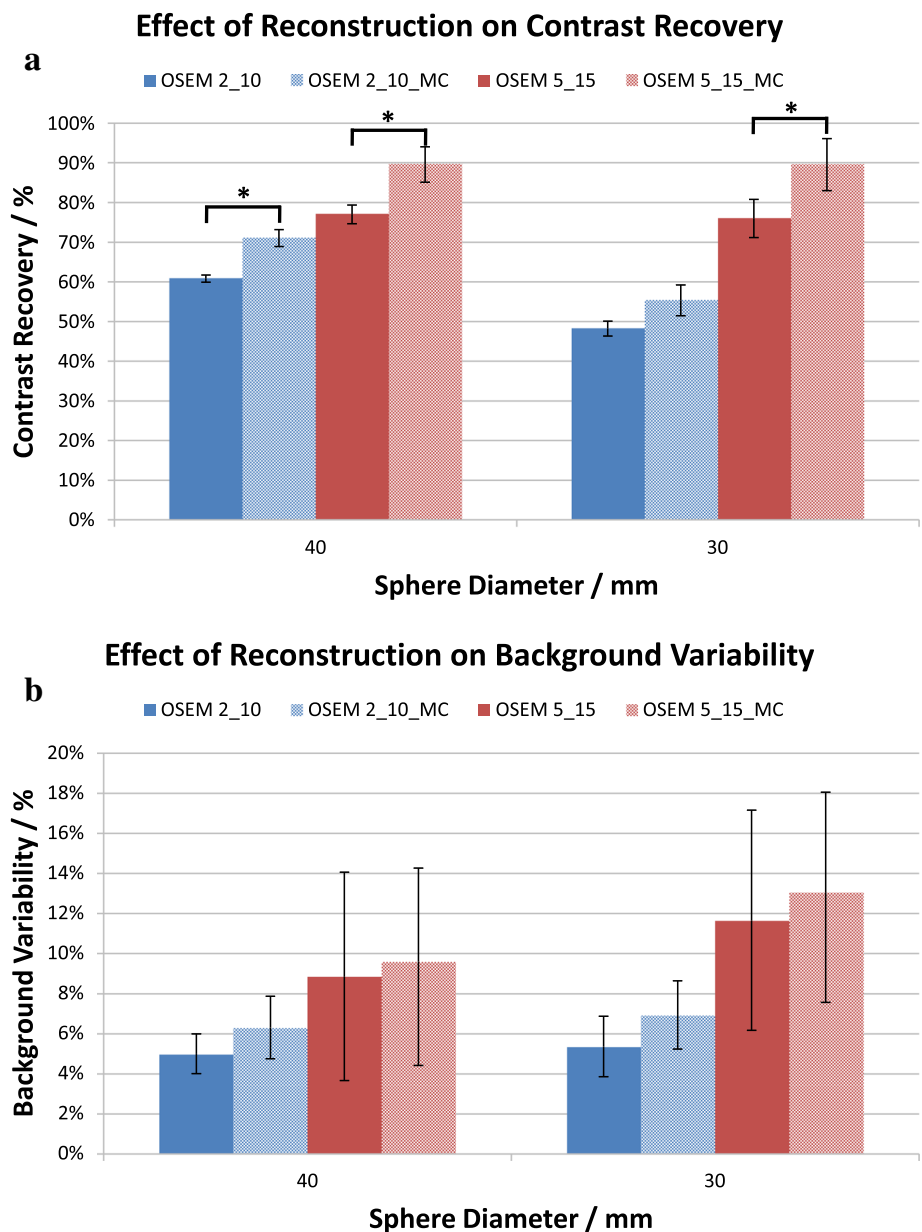 Effect of Reconstruction on Contrast Recovery
a
OSEM 2_10 OSEM 2_10_MC OSEM 5_15 OSEM 5_15_MC
100%
90%
80%
70%
60%
50%
40%
30%
20%
10%
0%
* * *
Contrast Recovery / %
40 30
Sphere Diameter / mm
Effect of Reconstruction on Background Variability
b
OSEM 2_10 OSEM 2_10_MC OSEM 5_15 OSEM 5_15_MC
20%
18%
16%
14%
12%
10%
8%
6%
4%
2%
0%
Background Variability / %
40 30
Sphere Diameter / mm